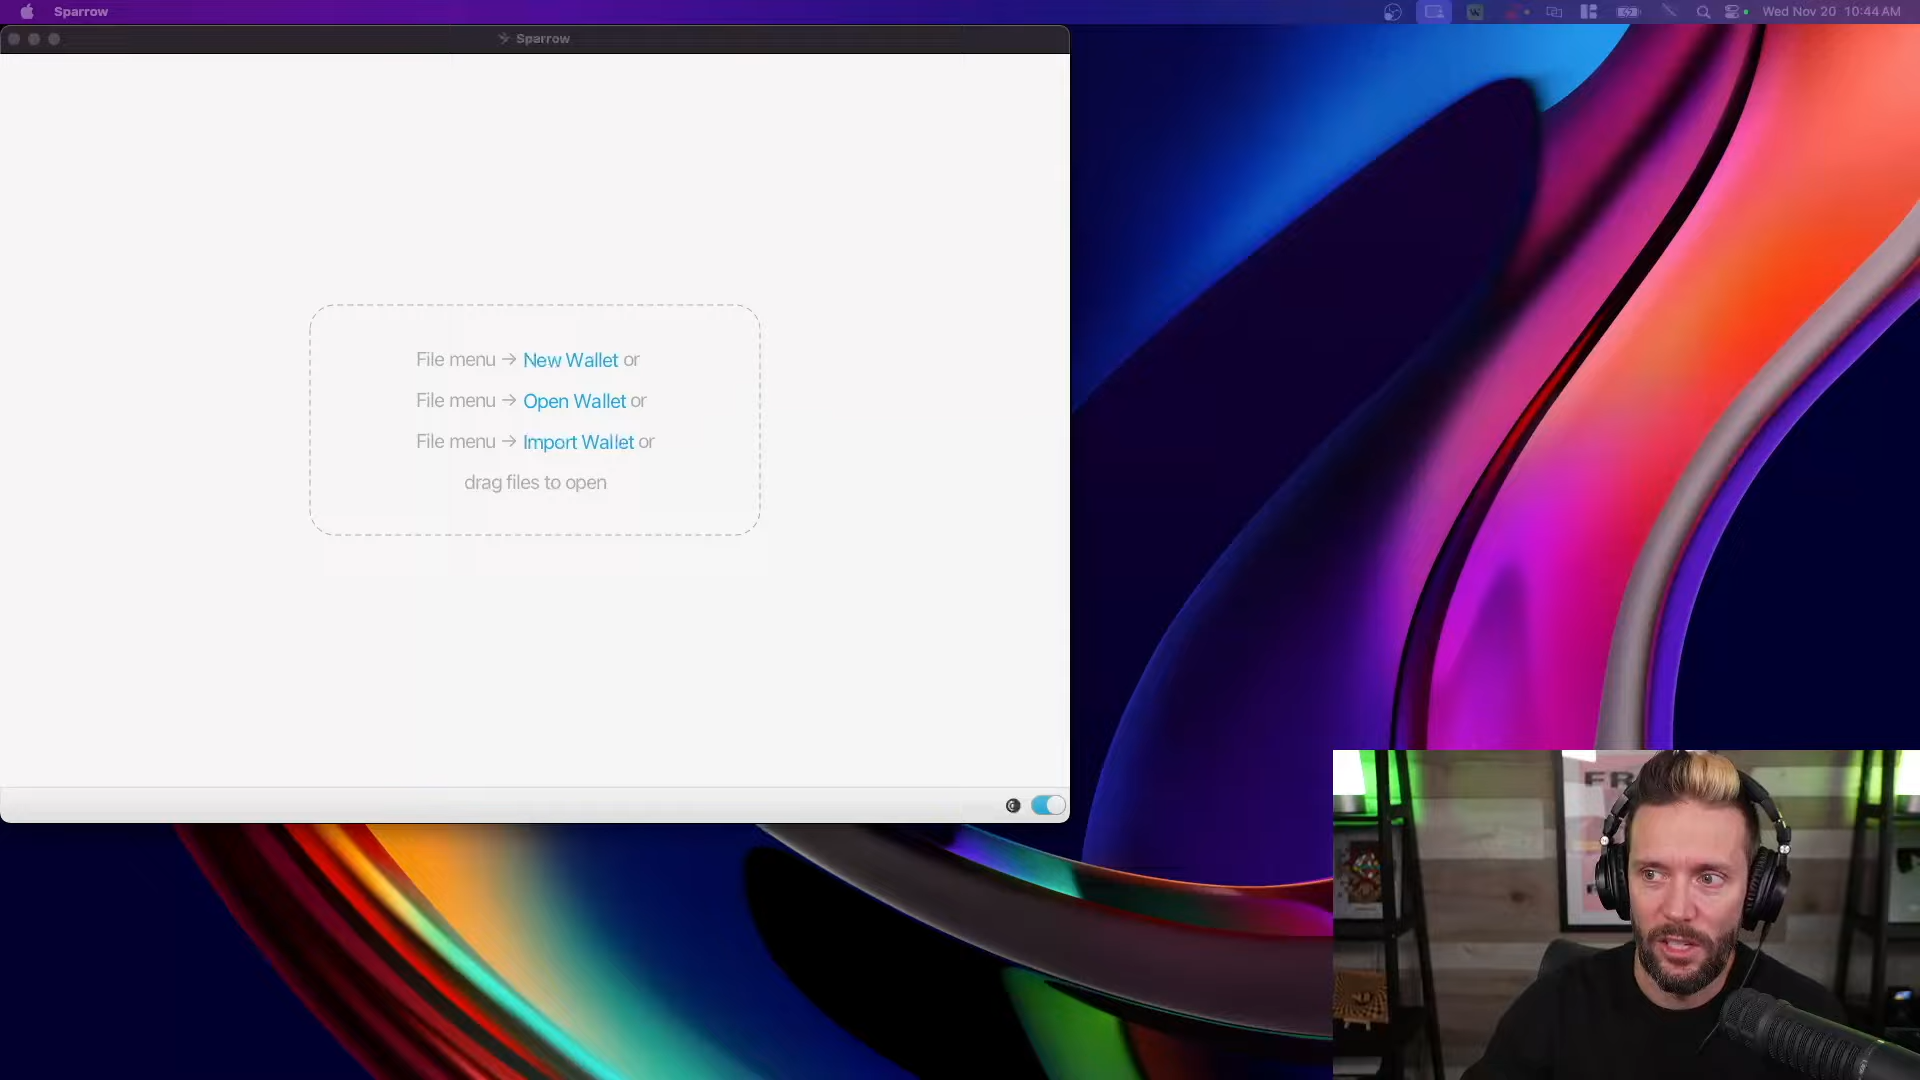 Sparrow
Wed Nov 20 10:44 AM
Sparrow
File menu → New Wallet or
File menu → Open Wallet or
File menu → Import Wallet or
drag files to open
FR